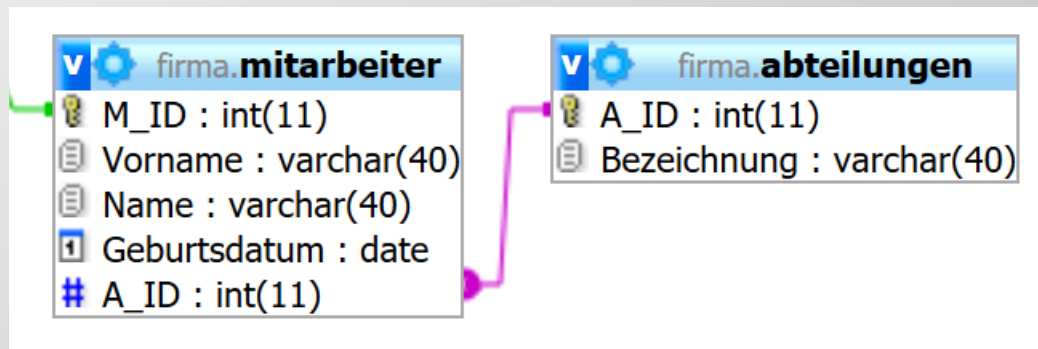 v firma.mitarbeiter
M_ID : int(11)
Vorname : varchar(40)
Name : varchar(40)
Geburtsdatum : date
# A_ID : int(11)
v firma.abteilungen
A_ID : int(11)
Bezeichnung : varchar(40)